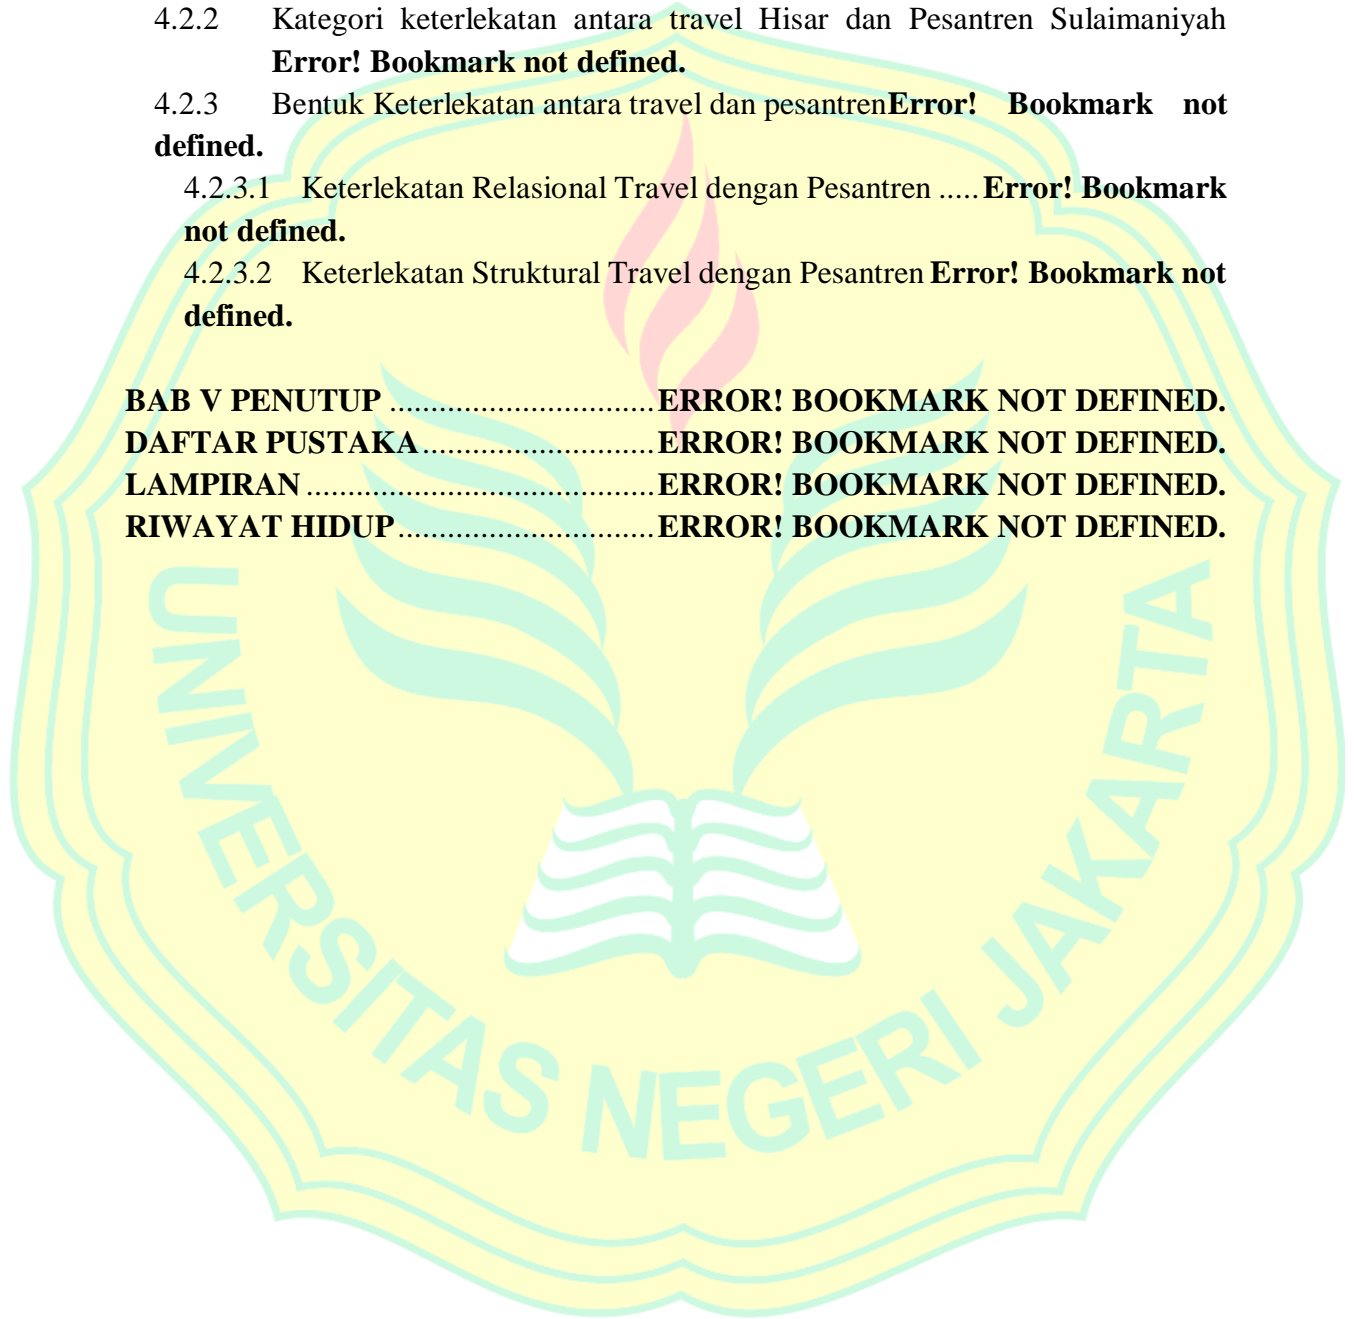 4.2.2 Kategori keterlekatan antara travel Hisar dan Pesantren Sulaimaniyah
Error! Bookmark not defined.
4.2.3 Bentuk Keterlekatan antara travel dan pesantrenError! Bookmark not
defined.
4.2.3.1 Keterlekatan Relasional Travel dengan Pesantren ..... Error! Bookmark
not defined.
4.2.3.2 Keterlekatan Struktural Travel dengan Pesantren Error! Bookmark not
defined.
BAB V PENUTUP ................................ ERROR! BOOKMARK NOT DEFINED.
DAFTAR PUSTAKA ............................ ERROR! BOOKMARK NOT DEFINED.
LAMPIRAN .......................................... ERROR! BOOKMARK NOT DEFINED.
RIWAYAT HIDUP ............................... ERROR! BOOKMARK NOT DEFINED.
UNIVERSITAS NEGERI JAKARTA